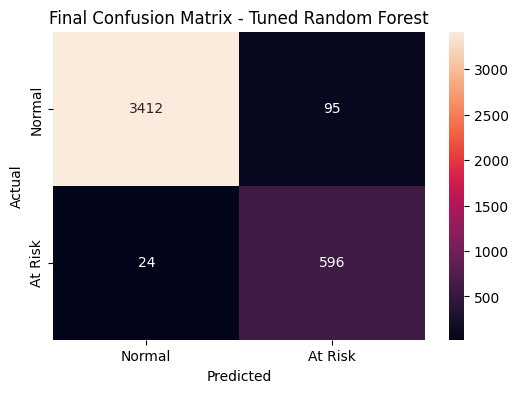 Final Confusion Matrix - Tuned Random Forest
Actual
Normal
3412
95
At Risk
24
596
Normal
At Risk
Predicted
3000
2500
2000
1500
1000
500